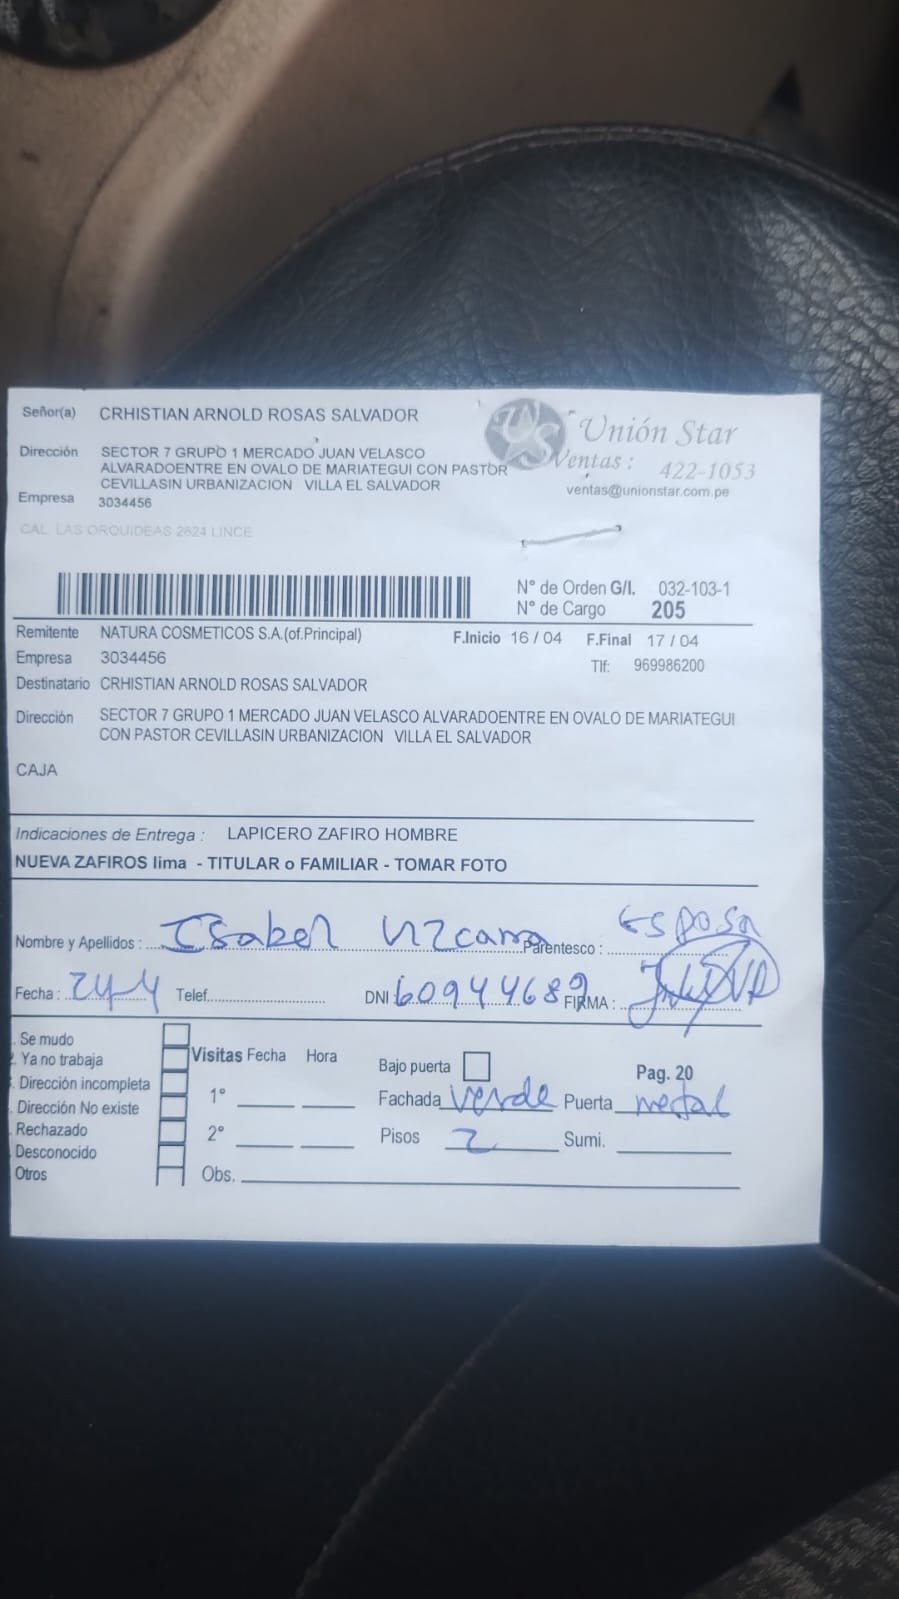 Señor(a) CRHISTIAN ARNOLD ROSAS SALVADOR
Dirección SECTOR 7 GRUPO 1 MERCADO JUAN VELASCO
ALVARADOENTRE EN OVALO DE MARIATEGUI CON PASTOR
CEVILLASIN URBANIZACION VILLA EL SALVADOR
Empresa 3034456
CAL. LAS ORQUIDEAS 2624 LINCE
US Unión Star
Ventas : 422-1053
ventas@unionstar.com.pe
N° de Orden G/I. 032-103-1
N° de Cargo 205
Remitente NATURA COSMETICOS S.A.(of.Principal) F.Inicio 16 / 04 F.Final 17 / 04
Empresa 3034456 Tlf: 969986200
Destinatario CRHISTIAN ARNOLD ROSAS SALVADOR
Dirección SECTOR 7 GRUPO 1 MERCADO JUAN VELASCO ALVARADOENTRE EN OVALO DE MARIATEGUI
CON PASTOR CEVILLASIN URBANIZACION VILLA EL SALVADOR
CAJA
Indicaciones de Entrega : LAPICERO ZAFIRO HOMBRE
NUEVA ZAFIROS lima - TITULAR o FAMILIAR - TOMAR FOTO
Nombre y Apellidos : Isabel Vizcarra Parentesco : Esposa
Fecha : 24-4 Telef. DNI 60944689 FIRMA :
Se mudo
Ya no trabaja
Dirección incompleta
Dirección No existe
Rechazado
Desconocido
Otros
Visitas Fecha Hora
1°
2°
Obs.
Bajo puerta Pag. 20
Fachada verde Puerta metal
Pisos 2 Sumi.